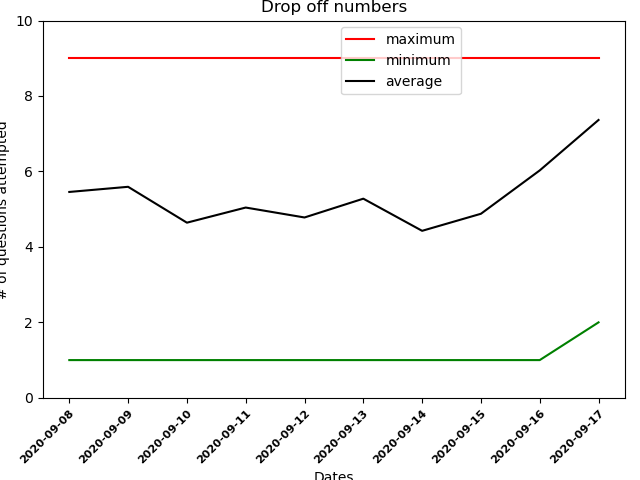 Drop off numbers
10
8
6
4
2
0
# of questions attempted
maximum
minimum
average
2020-09-08
2020-09-09
2020-09-10
2020-09-11
2020-09-12
2020-09-13
2020-09-14
2020-09-15
2020-09-16
2020-09-17
Dates